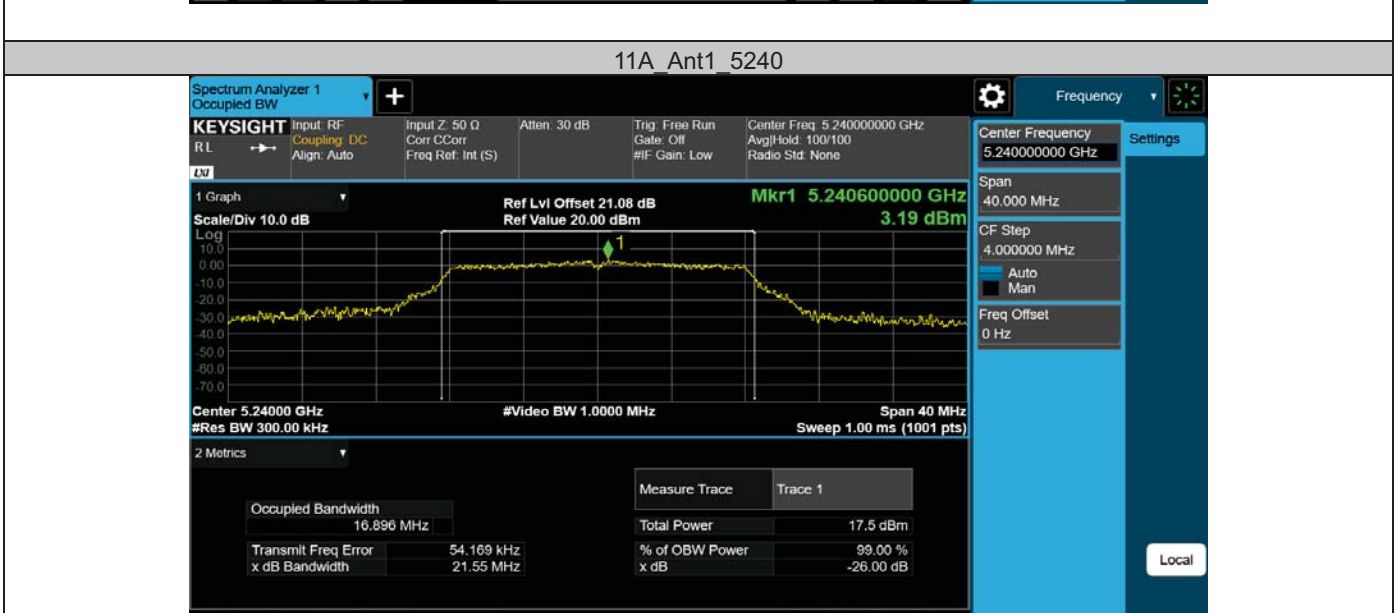 11A_Ant1_5240
Spectrum Analyzer 1
Occupied BW
+
Frequency
KEYSIGHT
RL
LXI
Input: RF
Coupling: DC
Align: Auto
Input Z: 50 Ω
Corr CCorr
Freq Ref: Int (S)
Atten: 30 dB
Trig: Free Run
Gate: Off
#IF Gain: Low
Center Freq: 5.240000000 GHz
Avg|Hold: 100/100
Radio Std: None
Center Frequency
5.240000000 GHz
Settings
Span
40.000 MHz
CF Step
4.000000 MHz
Auto
Man
Freq Offset
0 Hz
1 Graph
Scale/Div 10.0 dB
Ref Lvl Offset 21.08 dB
Ref Value 20.00 dBm
Mkr1 5.240600000 GHz
3.19 dBm
Log
10.0
0.00
-10.0
-20.0
-30.0
-40.0
-50.0
-60.0
-70.0
1
Center 5.24000 GHz
#Res BW 300.00 kHz
#Video BW 1.0000 MHz
Span 40 MHz
Sweep 1.00 ms (1001 pts)
2 Metrics
Measure Trace Trace 1
Occupied Bandwidth
16.896 MHz
Total Power 17.5 dBm
Transmit Freq Error 54.169 kHz
% of OBW Power 99.00 %
x dB Bandwidth 21.55 MHz
x dB -26.00 dB
Local